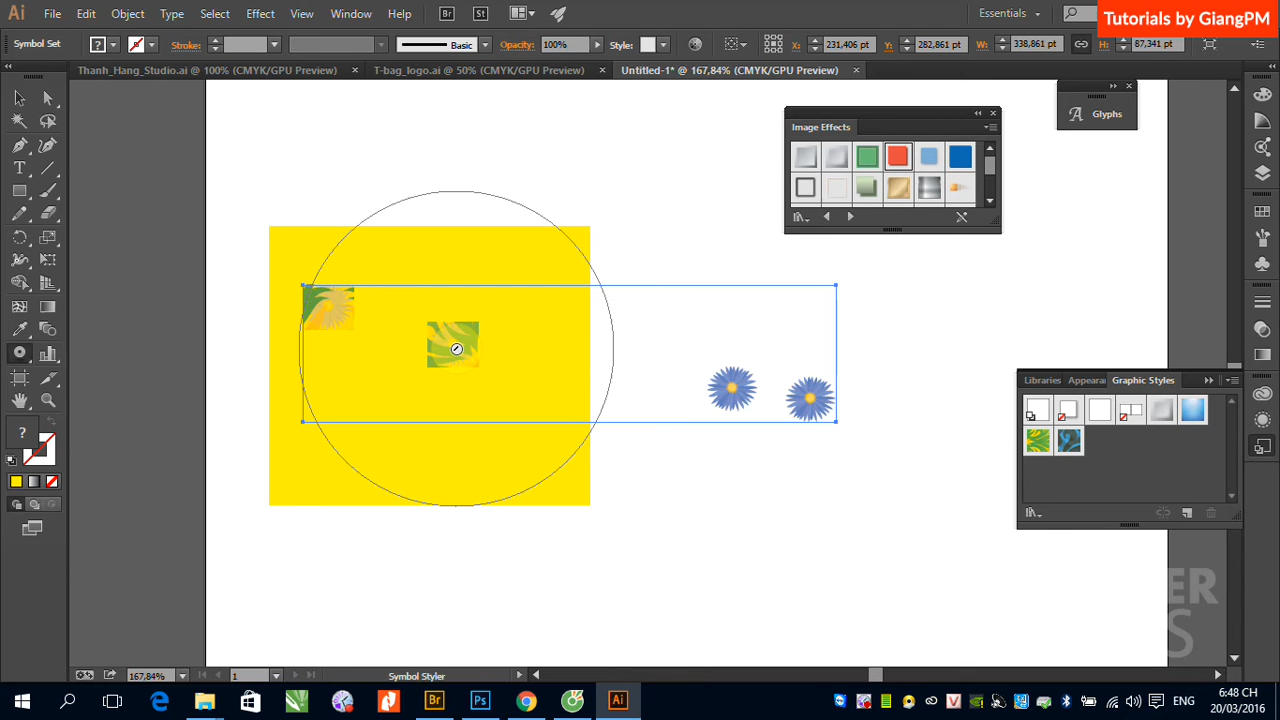 Ai File Edit Object Type Select Effect View Window Help Br St Essentials
Tutorials by GiangPM
Symbol Set ? Stroke: Basic Opacity: 100% Style: X: 231,406 pt Y: 282,861 pt W: 338,861 pt H: 87,341 pt
Thanh_Hang_Studio.ai @ 100% (CMYK/GPU Preview) T-bag_logo.ai @ 50% (CMYK/GPU Preview) Untitled-1* @ 167,84% (CMYK/GPU Preview)
Glyphs
Image Effects
Libraries Appearar Graphic Styles
?
ER
S
167,84% 1 Symbol Styler
Br Ps Ai ENG 6:48 CH
20/03/2016